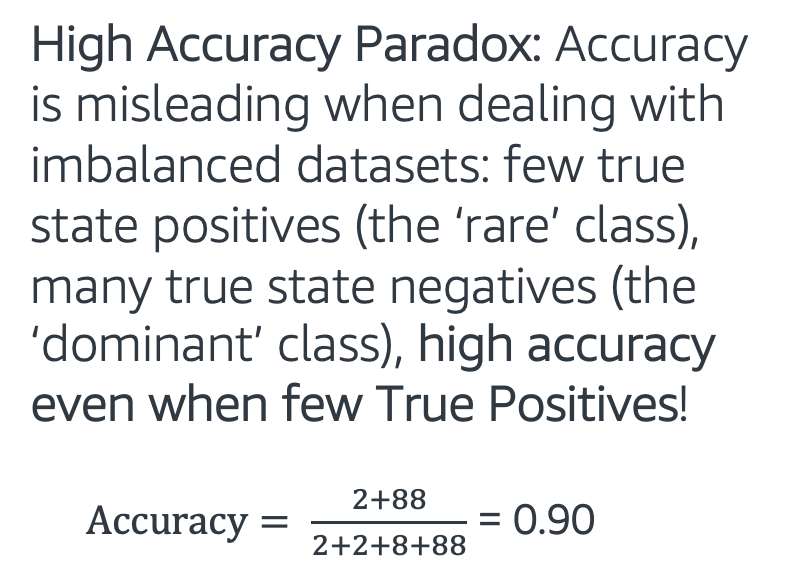 High Accuracy Paradox: Accuracy
is misleading when dealing with
imbalanced datasets: few true
state positives (the ‘rare’ class),
many true state negatives (the
‘dominant’ class), high accuracy
even when few True Positives!
Accuracy = 2+88 / 2+2+8+88 = 0.90